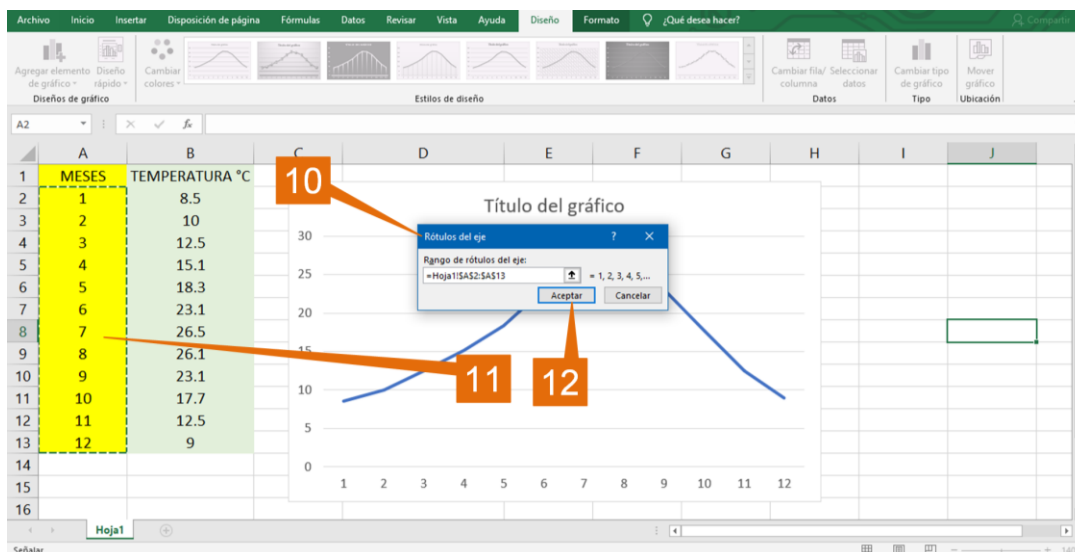 Archivo Inicio Insertar Disposición de página Fórmulas Datos Revisar Vista Ayuda Diseño Formato ¿Qué desea hacer? Compartir
Agregar elemento de gráfico Diseño rápido Cambiar colores Cambiar fila/ columna Seleccionar datos Cambiar tipo de gráfico Mover gráfico
Diseños de gráfico Estilos de diseño Datos Tipo Ubicación
A2 fx
A B C D E F G H I J
1 MESES TEMPERATURA °C
2 1 8.5
3 2 10
4 3 12.5
5 4 15.1
6 5 18.3
7 6 23.1
8 7 26.5
9 8 26.1
10 9 23.1
11 10 17.7
12 11 12.5
13 12 9
14
15
16
10
Título del gráfico
30
25
20
15
10
5
0
1 2 3 4 5 6 7 8 9 10 11 12
Rótulos del eje ? ×
Rango de rótulos del eje:
=Hoja1!$A$2:$A$13 = 1, 2, 3, 4, 5,...
Aceptar Cancelar
11
12
Hoja1
Señalar